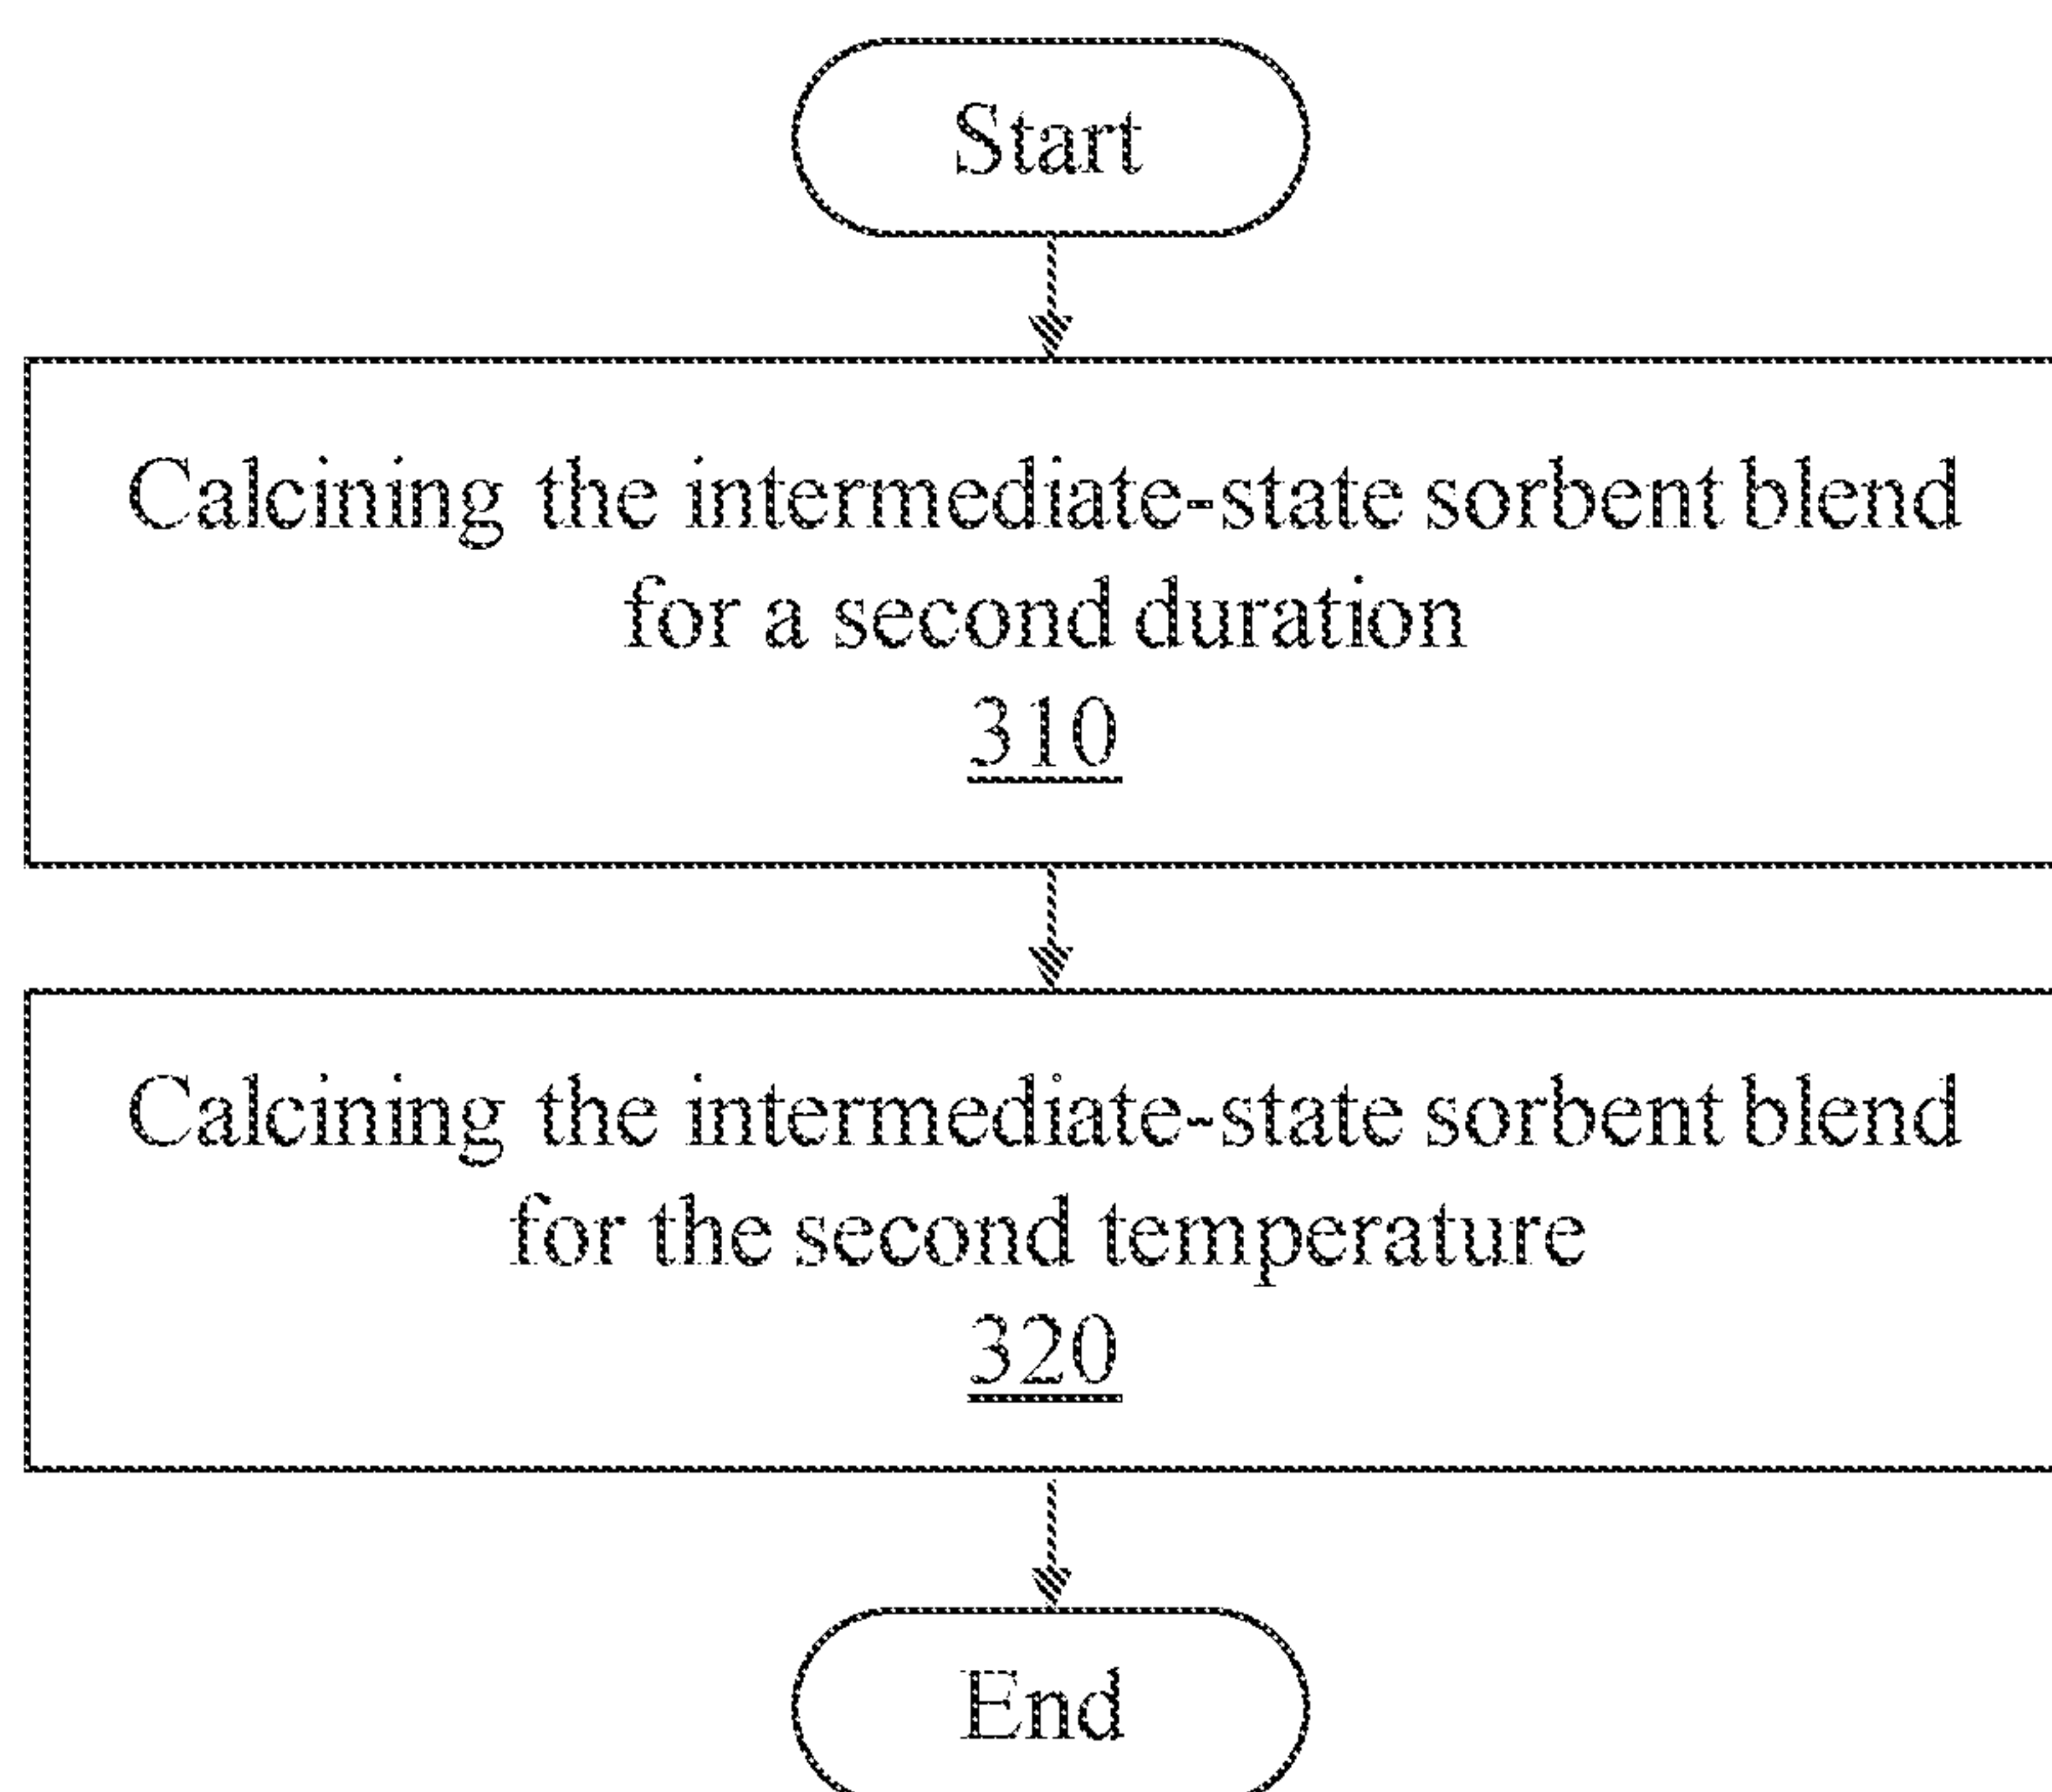 Start
Calcining the intermediate-state sorbent blend
for a second duration
310
Calcining the intermediate-state sorbent blend
for the second temperature
320
End